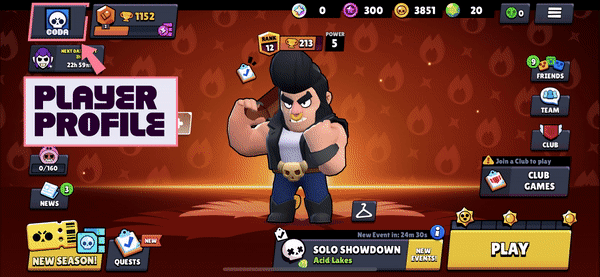 CODA
1152
0
300
3851
20
0
NEXT DA
22h 59m
PLAYER
PROFILE
RANK
12
213
POWER
5
FRIENDS
TEAM
CLUB
Join a Club to play
CLUB
GAMES
0/160
3
NEWS
NEW SEASON!
NEW
QUESTS
New Event in: 24m 30s
SOLO SHOWDOWN
Acid Lakes
NEW
EVENTS!
PLAY